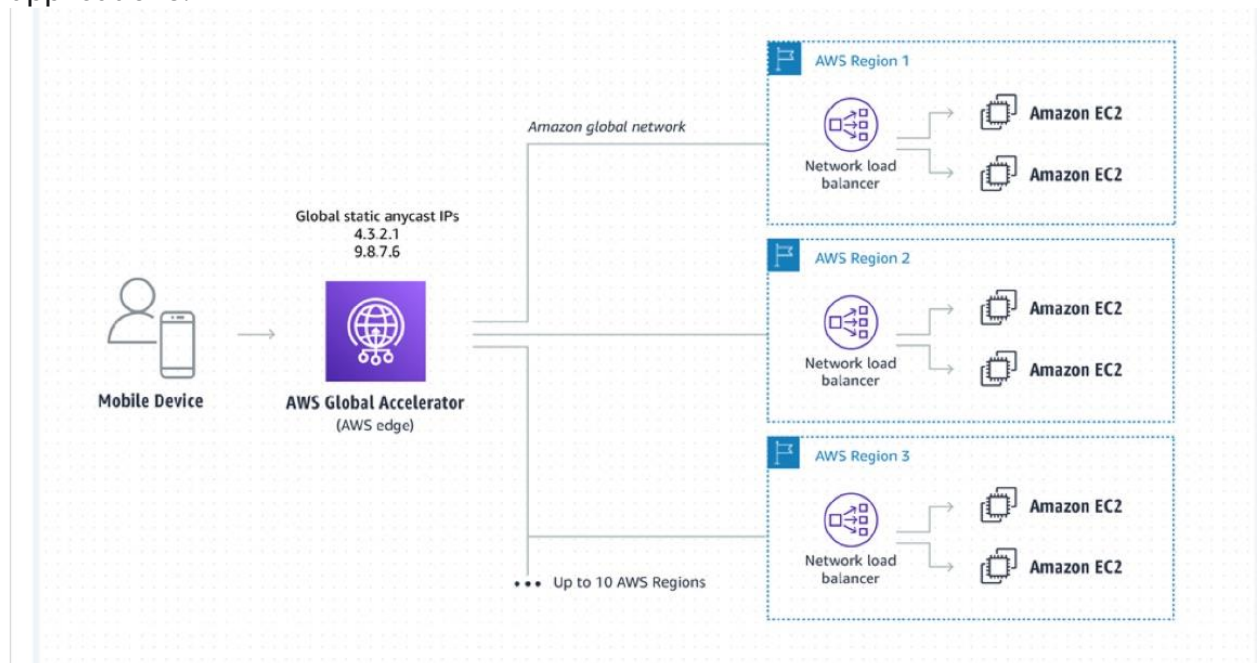 applications.
Amazon global network
Global static anycast IPs
4.3.2.1
9.8.7.6
Mobile Device
AWS Global Accelerator
(AWS edge)
AWS Region 1
Network load
balancer
Amazon EC2
Amazon EC2
AWS Region 2
Network load
balancer
Amazon EC2
Amazon EC2
AWS Region 3
Network load
balancer
Amazon EC2
Amazon EC2
••• Up to 10 AWS Regions